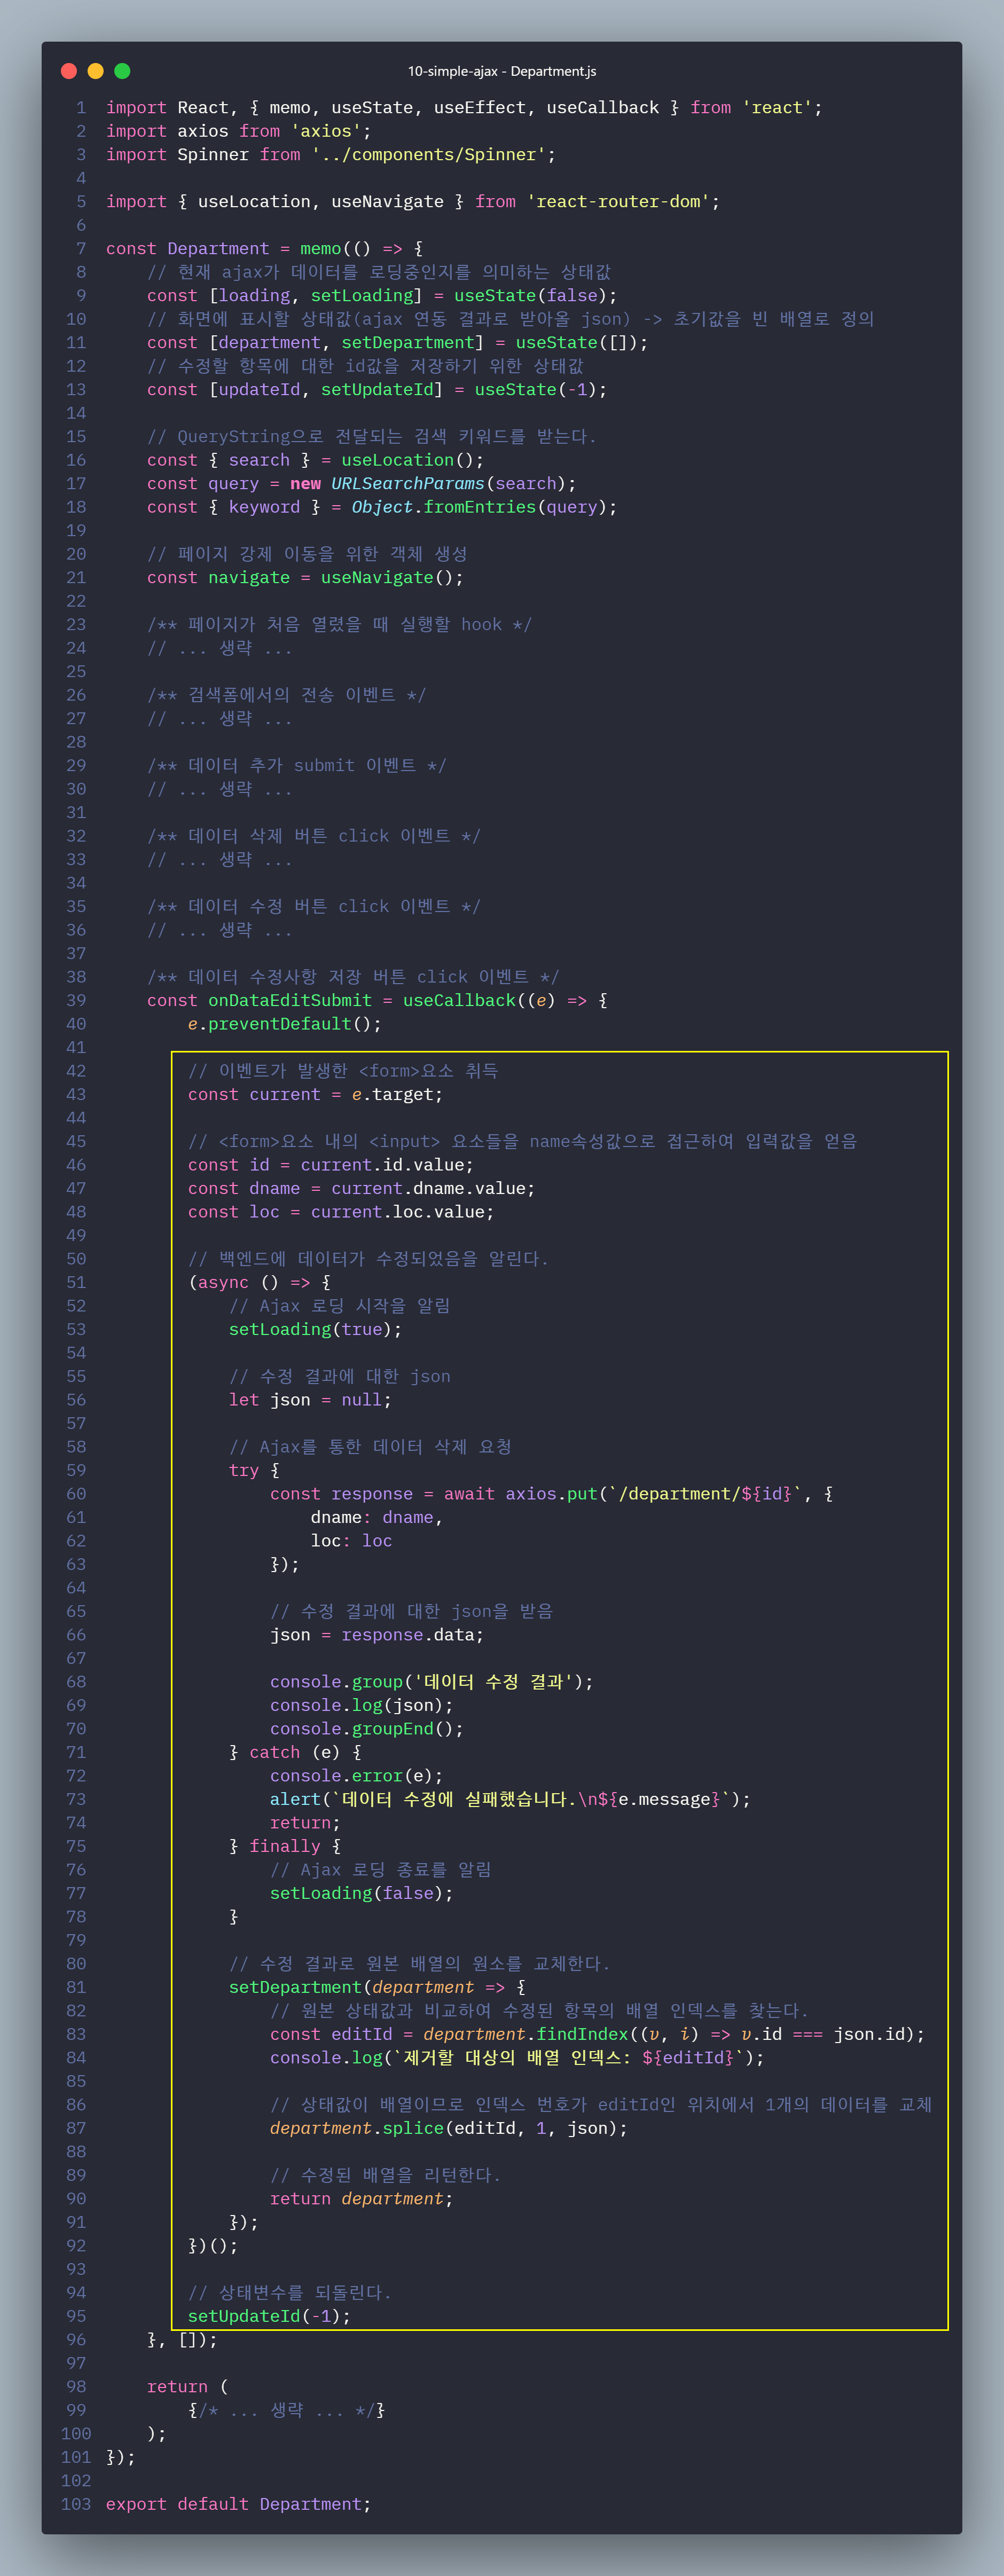 10-simple-ajax - Department.js
1 import React, { memo, useState, useEffect, useCallback } from 'react';
2 import axios from 'axios';
3 import Spinner from '../components/Spinner';
4
5 import { useLocation, useNavigate } from 'react-router-dom';
6
7 const Department = memo(() => {
8     // 현재 ajax가 데이터를 로딩중인지를 의미하는 상태값
9     const [loading, setLoading] = useState(false);
10     // 화면에 표시할 상태값(ajax 연동 결과로 받아올 json) -> 초기값을 빈 배열로 정의
11     const [department, setDepartment] = useState([]);
12     // 수정할 항목에 대한 id값을 저장하기 위한 상태값
13     const [updateId, setUpdateId] = useState(-1);
14
15     // QueryString으로 전달되는 검색 키워드를 받는다.
16     const { search } = useLocation();
17     const query = new URLSearchParams(search);
18     const { keyword } = Object.fromEntries(query);
19
20     // 페이지 강제 이동을 위한 객체 생성
21     const navigate = useNavigate();
22
23     /** 페이지가 처음 열렸을 때 실행할 hook */
24     // ... 생략 ...
25
26     /** 검색폼에서의 전송 이벤트 */
27     // ... 생략 ...
28
29     /** 데이터 추가 submit 이벤트 */
30     // ... 생략 ...
31
32     /** 데이터 삭제 버튼 click 이벤트 */
33     // ... 생략 ...
34
35     /** 데이터 수정 버튼 click 이벤트 */
36     // ... 생략 ...
37
38     /** 데이터 수정사항 저장 버튼 click 이벤트 */
39     const onDataEditSubmit = useCallback((e) => {
40         e.preventDefault();
41
42         // 이벤트가 발생한 <form>요소 취득
43         const current = e.target;
44
45         // <form>요소 내의 <input> 요소들을 name속성값으로 접근하여 입력값을 얻음
46         const id = current.id.value;
47         const dname = current.dname.value;
48         const loc = current.loc.value;
49
50         // 백엔드에 데이터가 수정되었음을 알린다.
51         (async () => {
52             // Ajax 로딩 시작을 알림
53             setLoading(true);
54
55             // 수정 결과에 대한 json
56             let json = null;
57
58             // Ajax를 통한 데이터 삭제 요청
59             try {
60                 const response = await axios.put(`/department/${id}`, {
61                     dname: dname,
62                     loc: loc
63                 });
64
65                 // 수정 결과에 대한 json을 받음
66                 json = response.data;
67
68                 console.group('데이터 수정 결과');
69                 console.log(json);
70                 console.groupEnd();
71             } catch (e) {
72                 console.error(e);
73                 alert(`데이터 수정에 실패했습니다.\n${e.message}`);
74                 return;
75             } finally {
76                 // Ajax 로딩 종료를 알림
77                 setLoading(false);
78             }
79
80             // 수정 결과로 원본 배열의 원소를 교체한다.
81             setDepartment(department => {
82                 // 원본 상태값과 비교하여 수정된 항목의 배열 인덱스를 찾는다.
83                 const editId = department.findIndex((v, i) => v.id === json.id);
84                 console.log(`제거할 대상의 배열 인덱스: ${editId}`);
85
86                 // 상태값이 배열이므로 인덱스 번호가 editId인 위치에서 1개의 데이터를 교체
87                 department.splice(editId, 1, json);
88
89                 // 수정된 배열을 리턴한다.
90                 return department;
91             });
92         })();
93
94         // 상태변수를 되돌린다.
95         setUpdateId(-1);
96     }, []);
97
98     return (
99         {/* ... 생략 ... */}
100     );
101 });
102
103 export default Department;